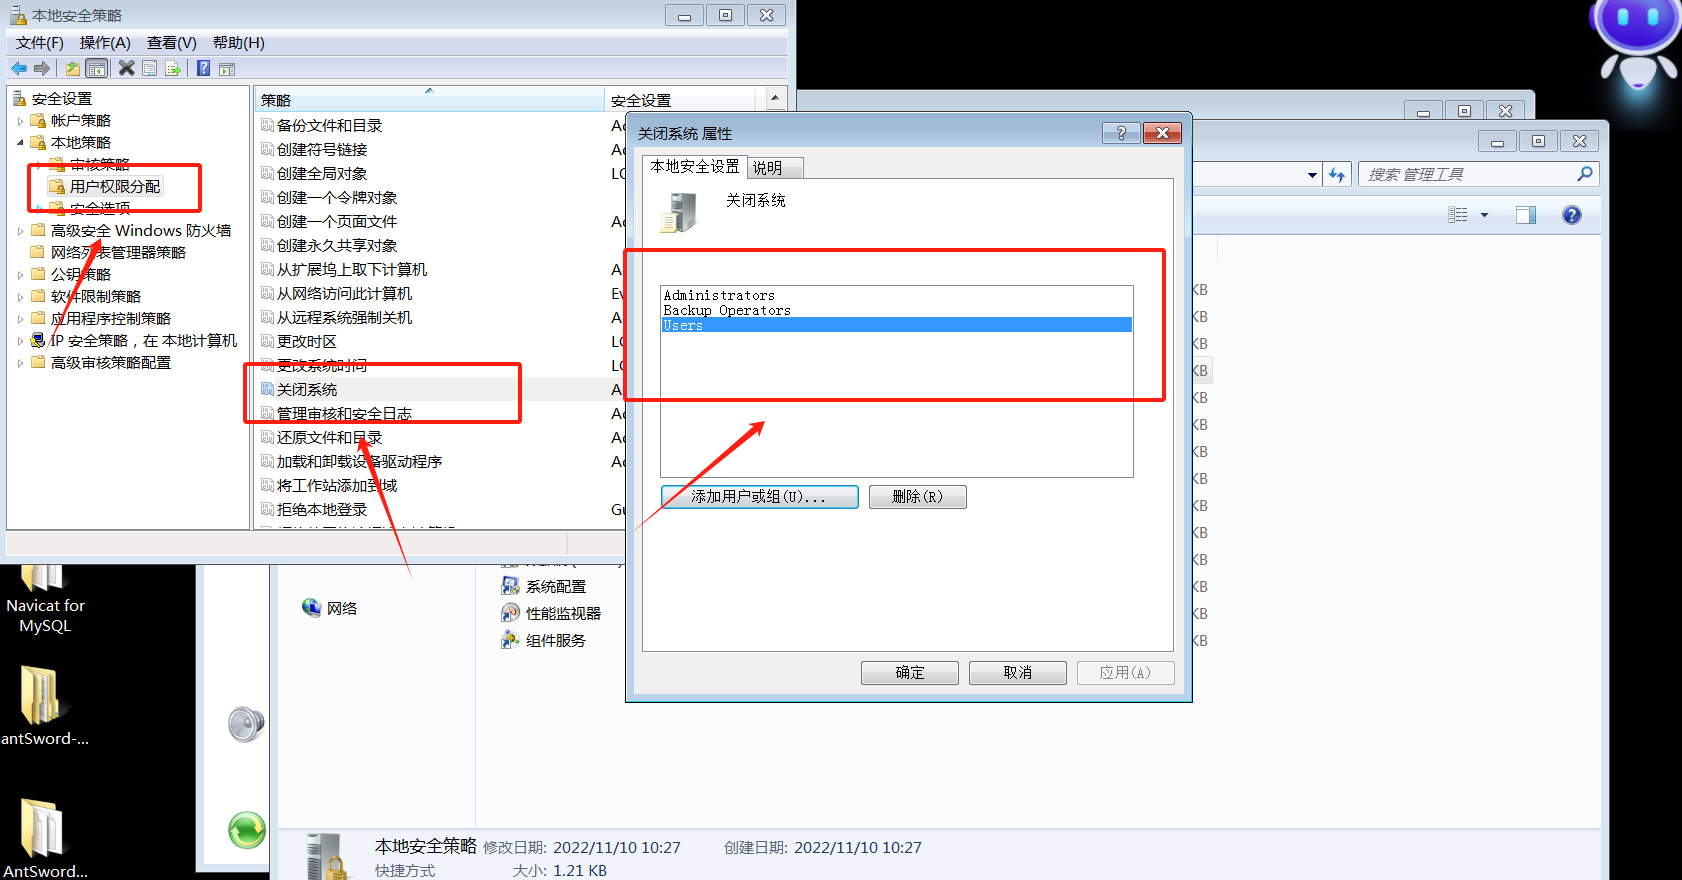 本地安全策略
文件(F) 操作(A) 查看(V) 帮助(H)
安全设置
帐户策略
本地策略
审核策略
用户权限分配
安全选项
高级安全 Windows 防火墙
网络列表管理器策略
公钥策略
软件限制策略
应用程序控制策略
IP 安全策略，在 本地计算机
高级审核策略配置
策略 安全设置
备份文件和目录
创建符号链接
创建全局对象
创建一个令牌对象
创建一个页面文件
创建永久共享对象
从扩展坞上取下计算机
从网络访问此计算机
从远程系统强制关机
更改时区
更改系统时间
关闭系统
管理审核和安全日志
还原文件和目录
加载和卸载设备驱动程序
将工作站添加到域
拒绝本地登录
关闭系统 属性
本地安全设置 说明
关闭系统
Administrators
Backup Operators
Users
添加用户或组(U)... 删除(R)
确定 取消 应用(A)
搜索 管理工具
KB
KB
KB
KB
KB
KB
KB
KB
KB
KB
KB
KB
KB
KB
网络
系统配置
性能监视器
组件服务
Navicat for
MySQL
antSword-...
AntSword...
本地安全策略 修改日期: 2022/11/10 10:27 创建日期: 2022/11/10 10:27
快捷方式 大小: 1.21 KB